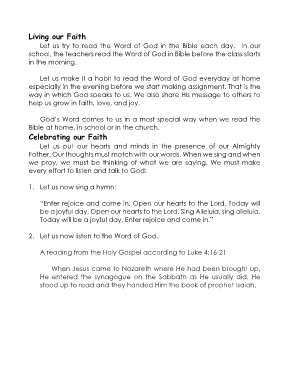 Living our Faith
Let us try to read the Word of God in the Bible each day. In our
school, the teachers read the Word of God in Bible before the class starts
in the morning.
Let us make it a habit to read the Word of God everyday at home
especially in the evening before we start making assignment. That is the
way in which God speaks to us. We also share His message to others to
help us grow in faith, love, and joy.
God's Word comes to us in a most special way when we read the
Bible at home, in school or in the church.
Celebrating our Faith
Let us put our hearts and minds in the presence of our Almighty
Father. Our thoughts must match with our words. When we sing and when
we pray, we must be thinking of what we are saying. We must make
every effort to listen and talk to God:
1. Let us now sing a hymn:
"Enter rejoice and come in. Open our hearts to the Lord. Today will
be a joyful day. Open our hearts to the Lord. Sing Alleluia, sing alleluia.
Today will be a joyful day, Enter rejoice and come in."
2. Let us now listen to the Word of God.
A reading from the Holy Gospel according to Luke 4:16-21
When Jesus came to Nazareth where He had been brought up,
He entered the synagogue on the Sabbath as He usually did. He
stood up to read and they handed Him the book of prophet Isaiah.